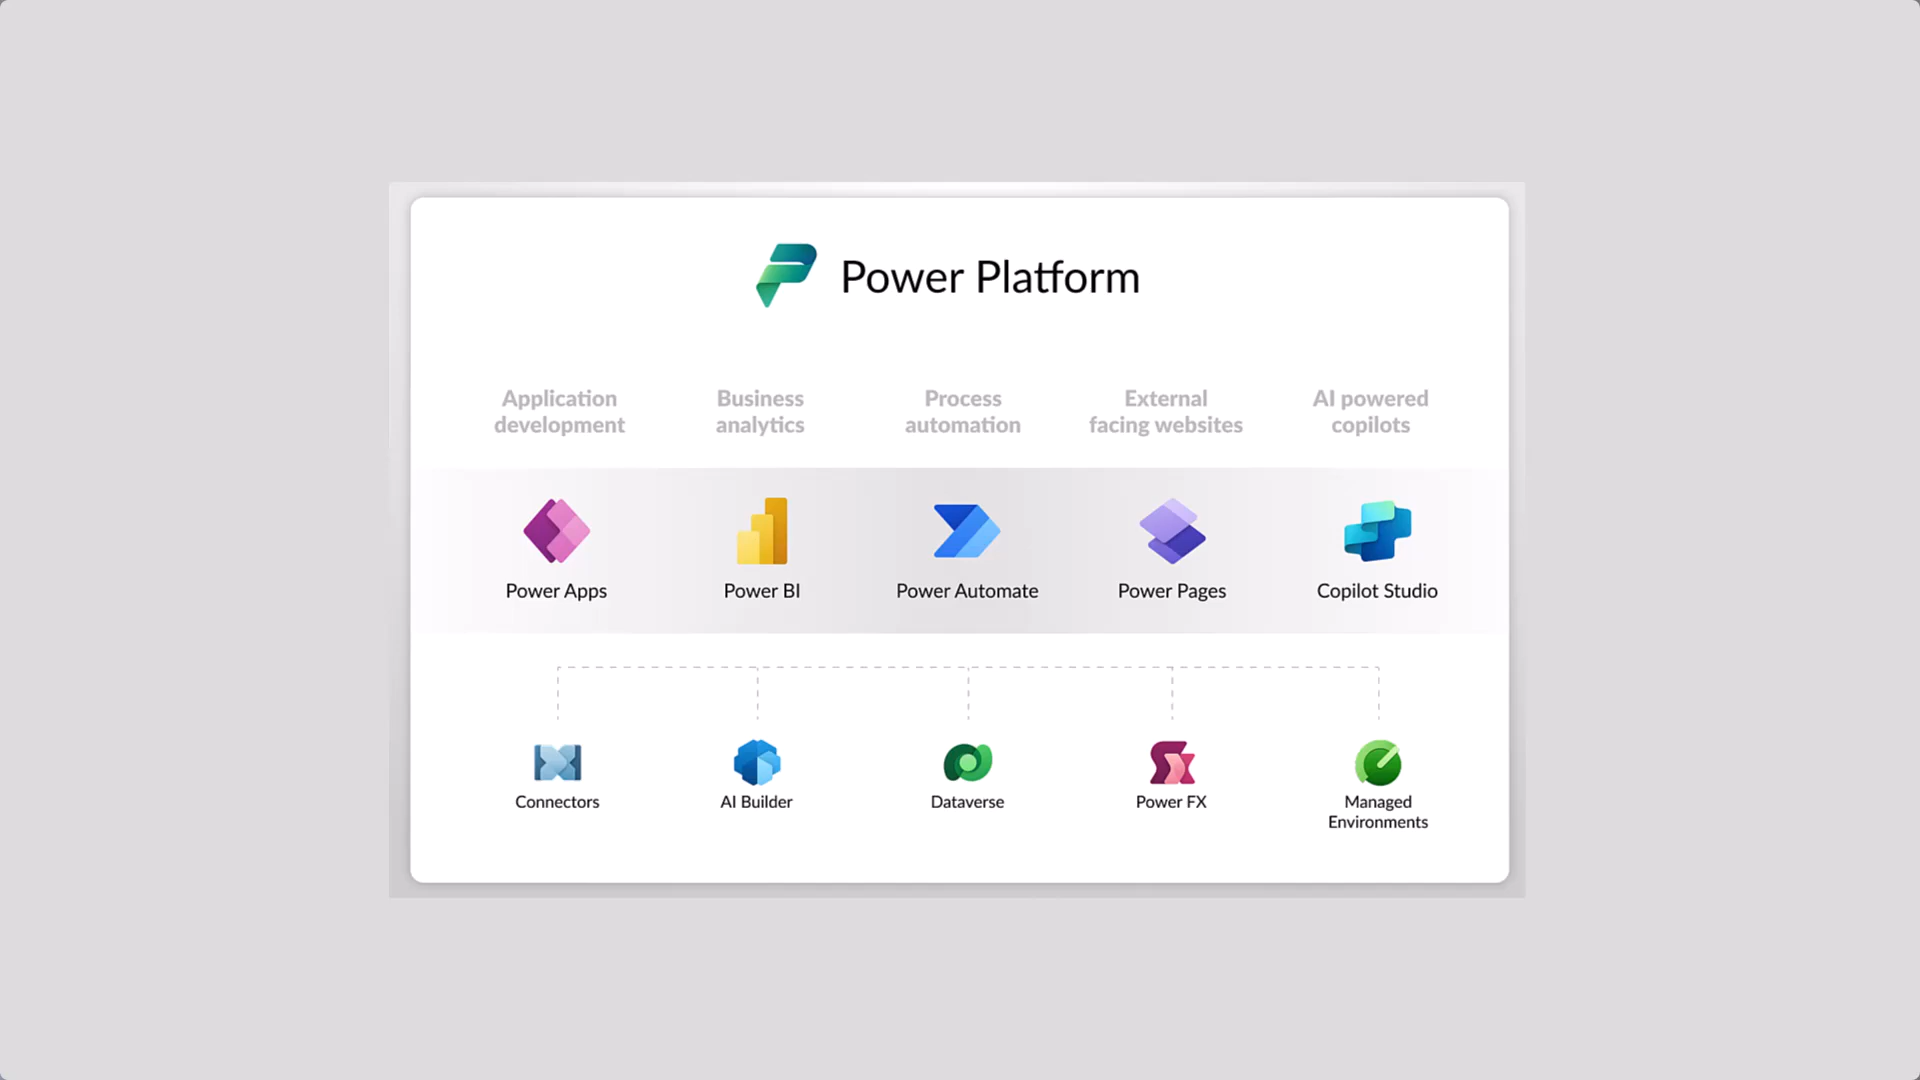 Power Platform
Application
development
Business
analytics
Process
automation
External
facing websites
AI powered
copilots
Power Apps
Power BI
Power Automate
Power Pages
Copilot Studio
Connectors
AI Builder
Dataverse
Power FX
Managed
Environments